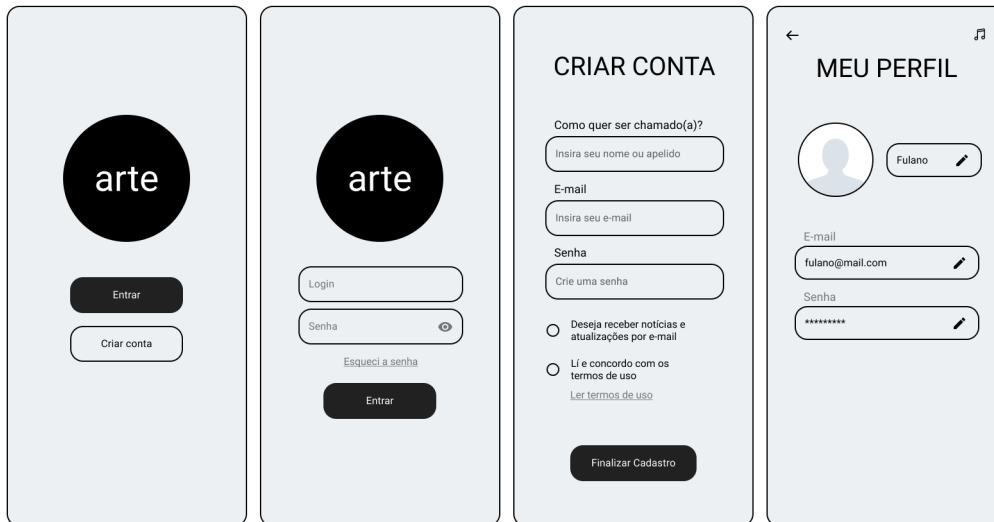 arte
Entrar
Criar conta
arte
Login
Senha
Esqueci a senha
Entrar
CRIAR CONTA
Como quer ser chamado(a)?
Insira seu nome ou apelido
E-mail
Insira seu e-mail
Senha
Crie uma senha
Deseja receber notícias e
atualizações por e-mail
Lí e concordo com os
termos de uso
Ler termos de uso
Finalizar Cadastro
MEU PERFIL
Fulano
E-mail
fulano@mail.com
Senha
*********